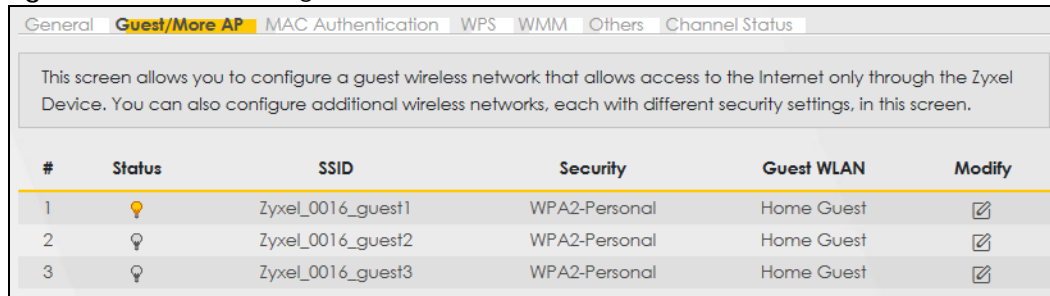 General Guest/More AP MAC Authentication WPS WMM Others Channel Status
This screen allows you to configure a guest wireless network that allows access to the Internet only through the Zyxel
Device. You can also configure additional wireless networks, each with different security settings, in this screen.
# Status SSID Security Guest WLAN Modify
1 Zyxel_0016_guest1 WPA2-Personal Home Guest
2 Zyxel_0016_guest2 WPA2-Personal Home Guest
3 Zyxel_0016_guest3 WPA2-Personal Home Guest